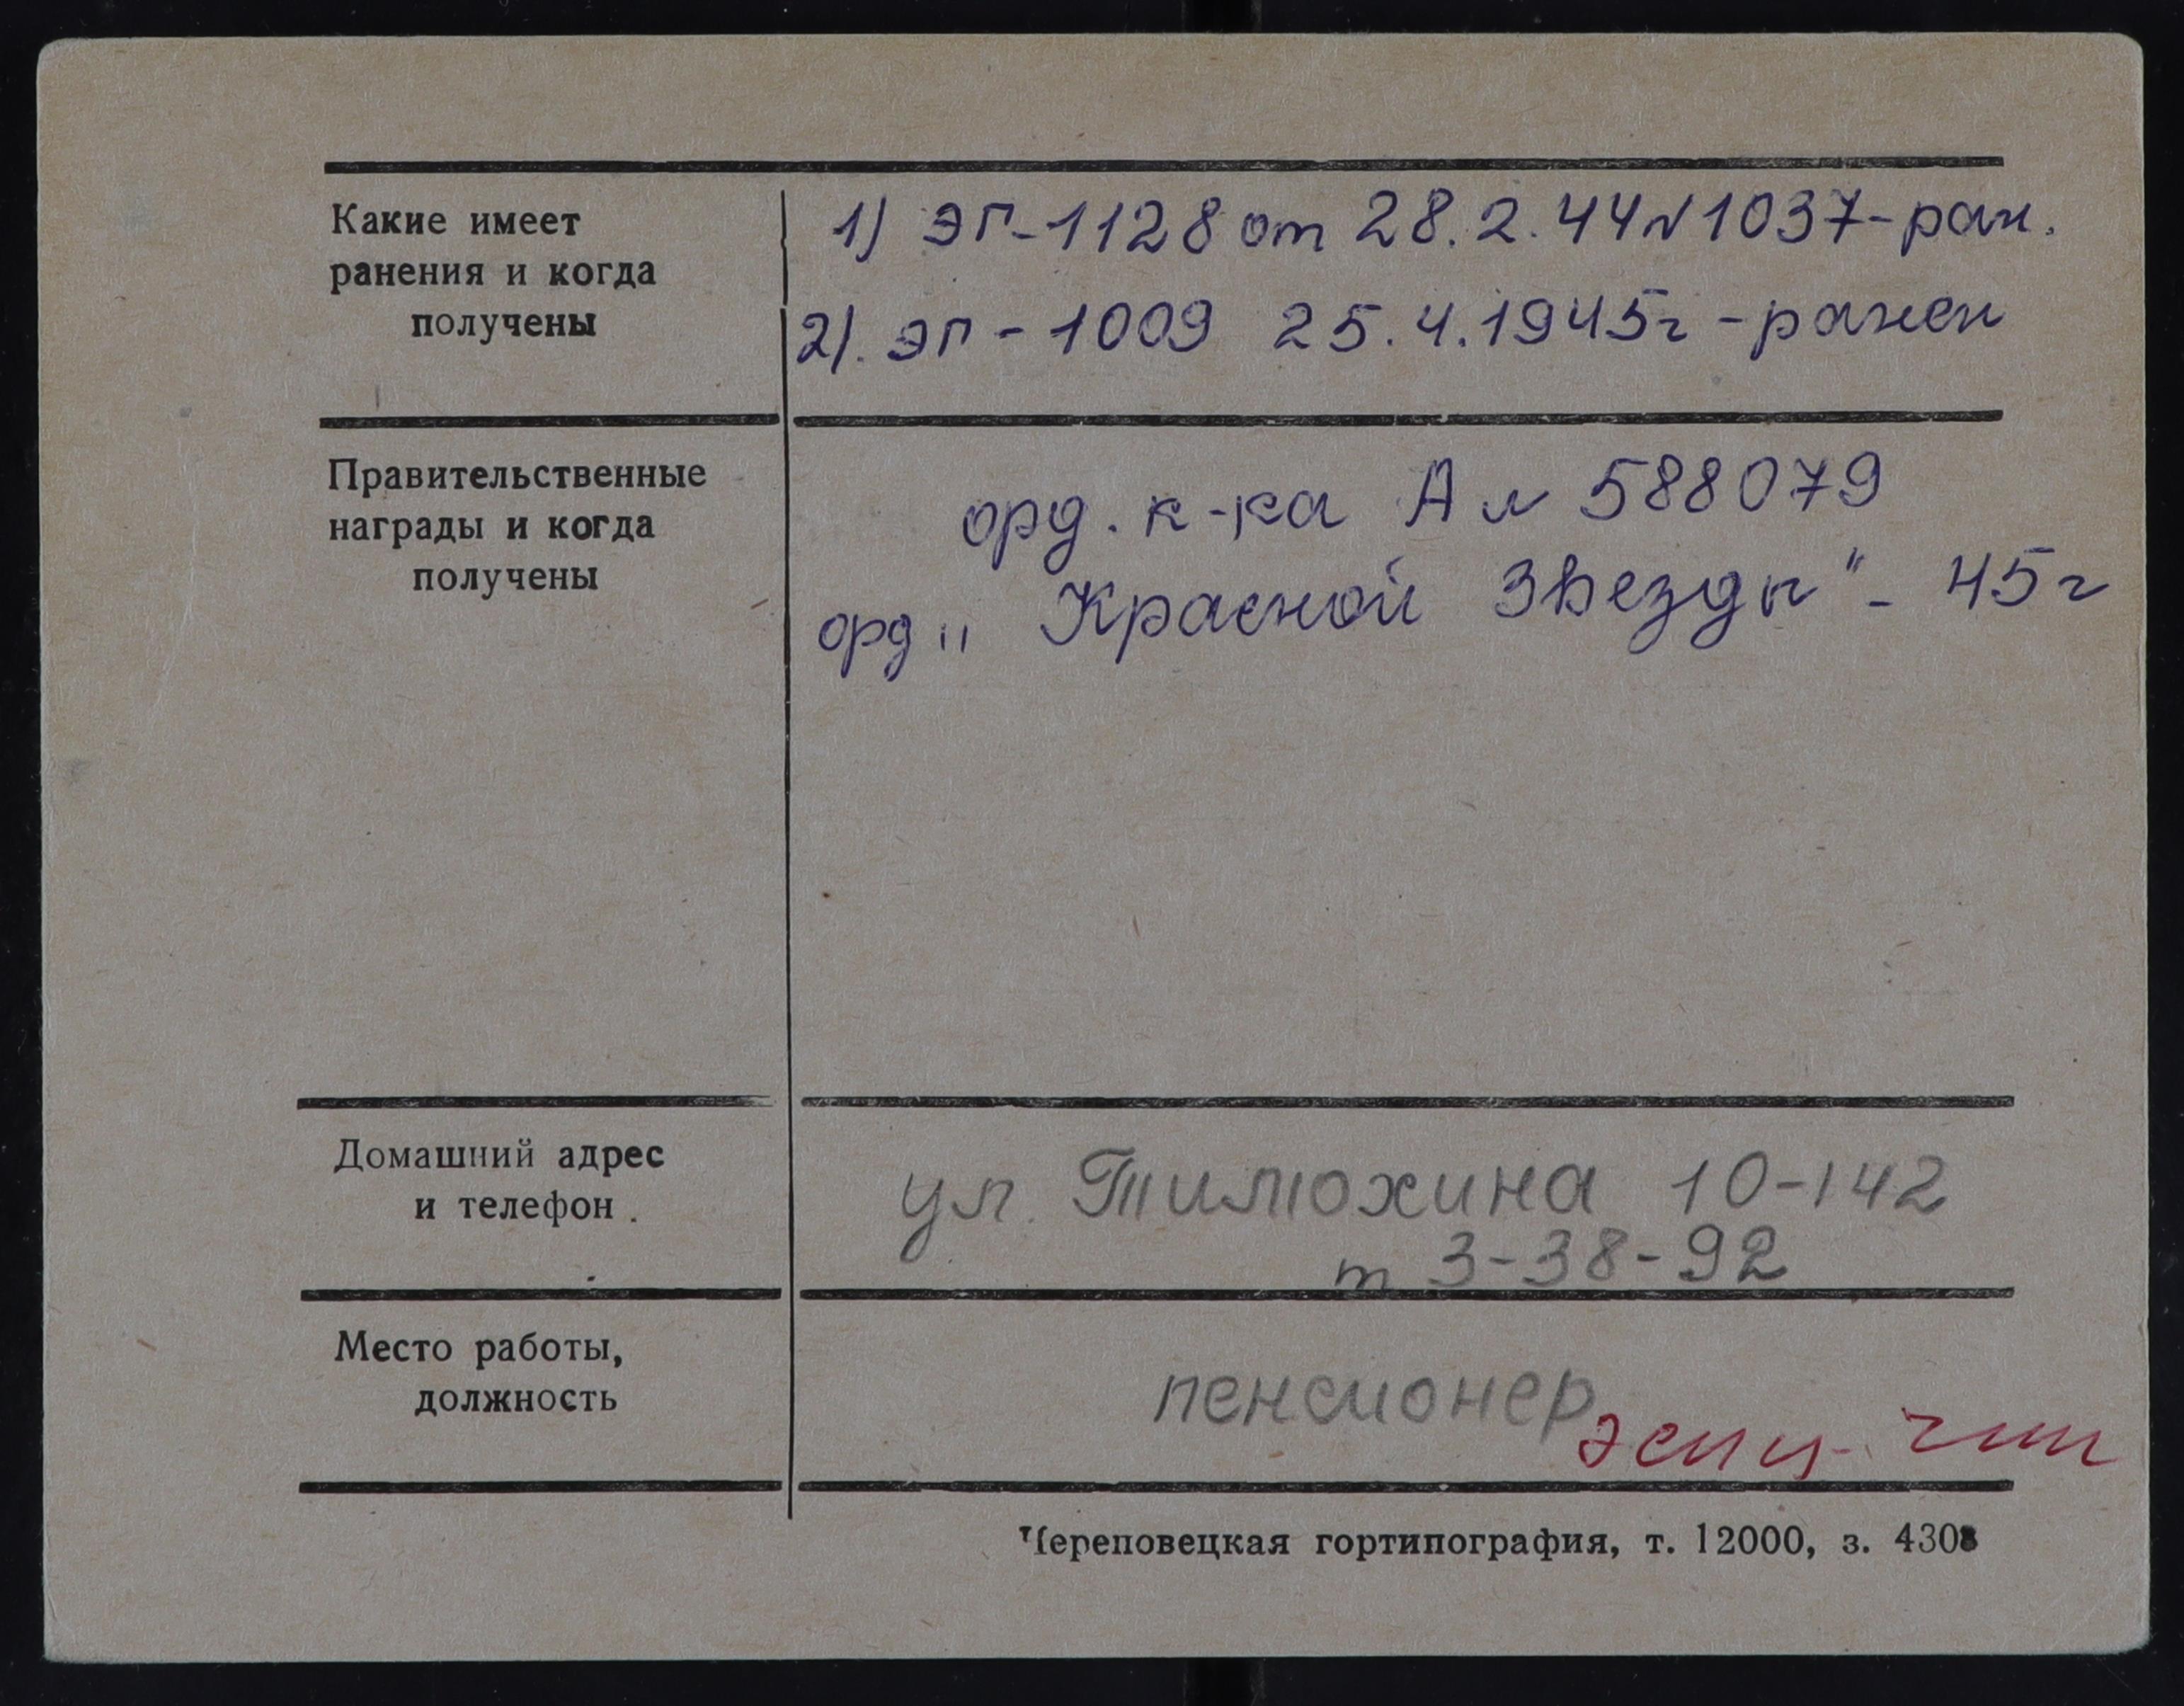 Какие имеет
ранения и когда
получены
1) ЭГ-1128 от 28.2.44 N 1037-ран.
2). ЭГ-1009 25.4.1945г - ранен
Правительственные
награды и когда
получены
орд. к-ка А N 588079
орд „Красной Звезды" - 45г
Домашний адрес
и телефон.
ул. Тимохина 10-142
т 3-38-92
Место работы,
должность
пенсионер
Череповецкая гортипография, т. 12000, з. 4308